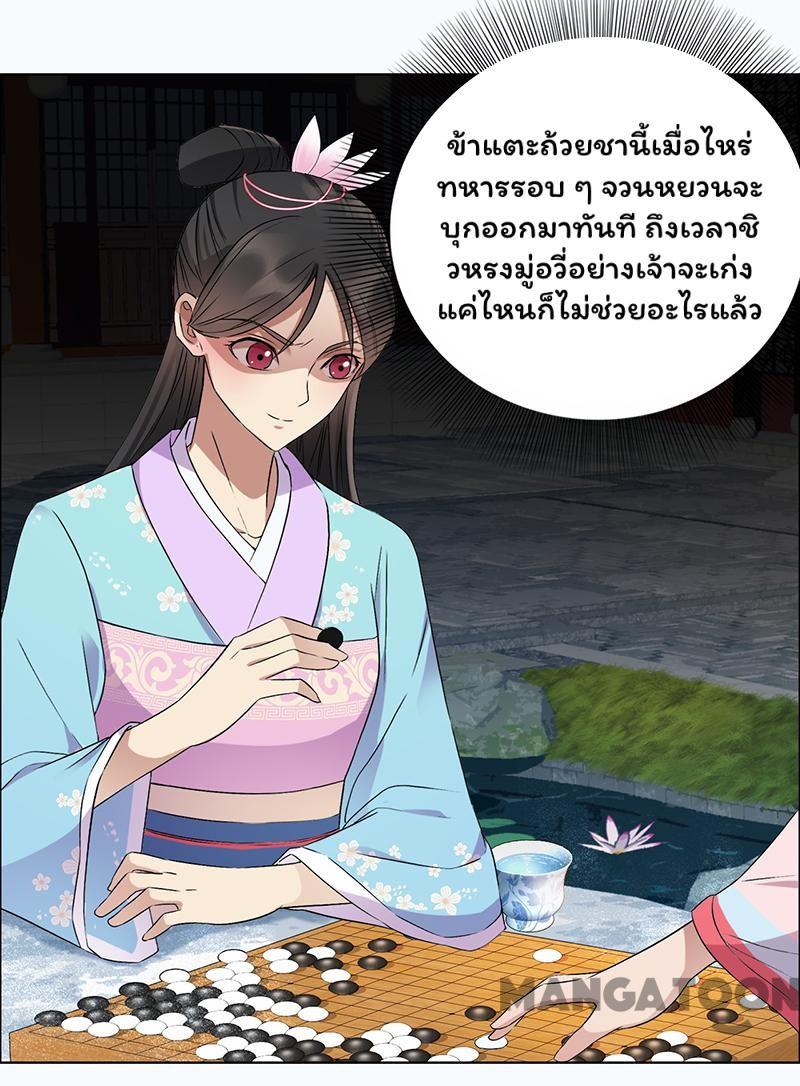 ข้าแตะถ้วยชานี้เมื่อไหร่
ทหารรอบ ๆ จวนหยวนจะ
บุกออกมาทันที ถึงเวลาชิ
วหรงมู่อวี่อย่างเจ้าจะเก่ง
แค่ไหนก็ไม่ช่วยอะไรแล้ว
MANGATOON